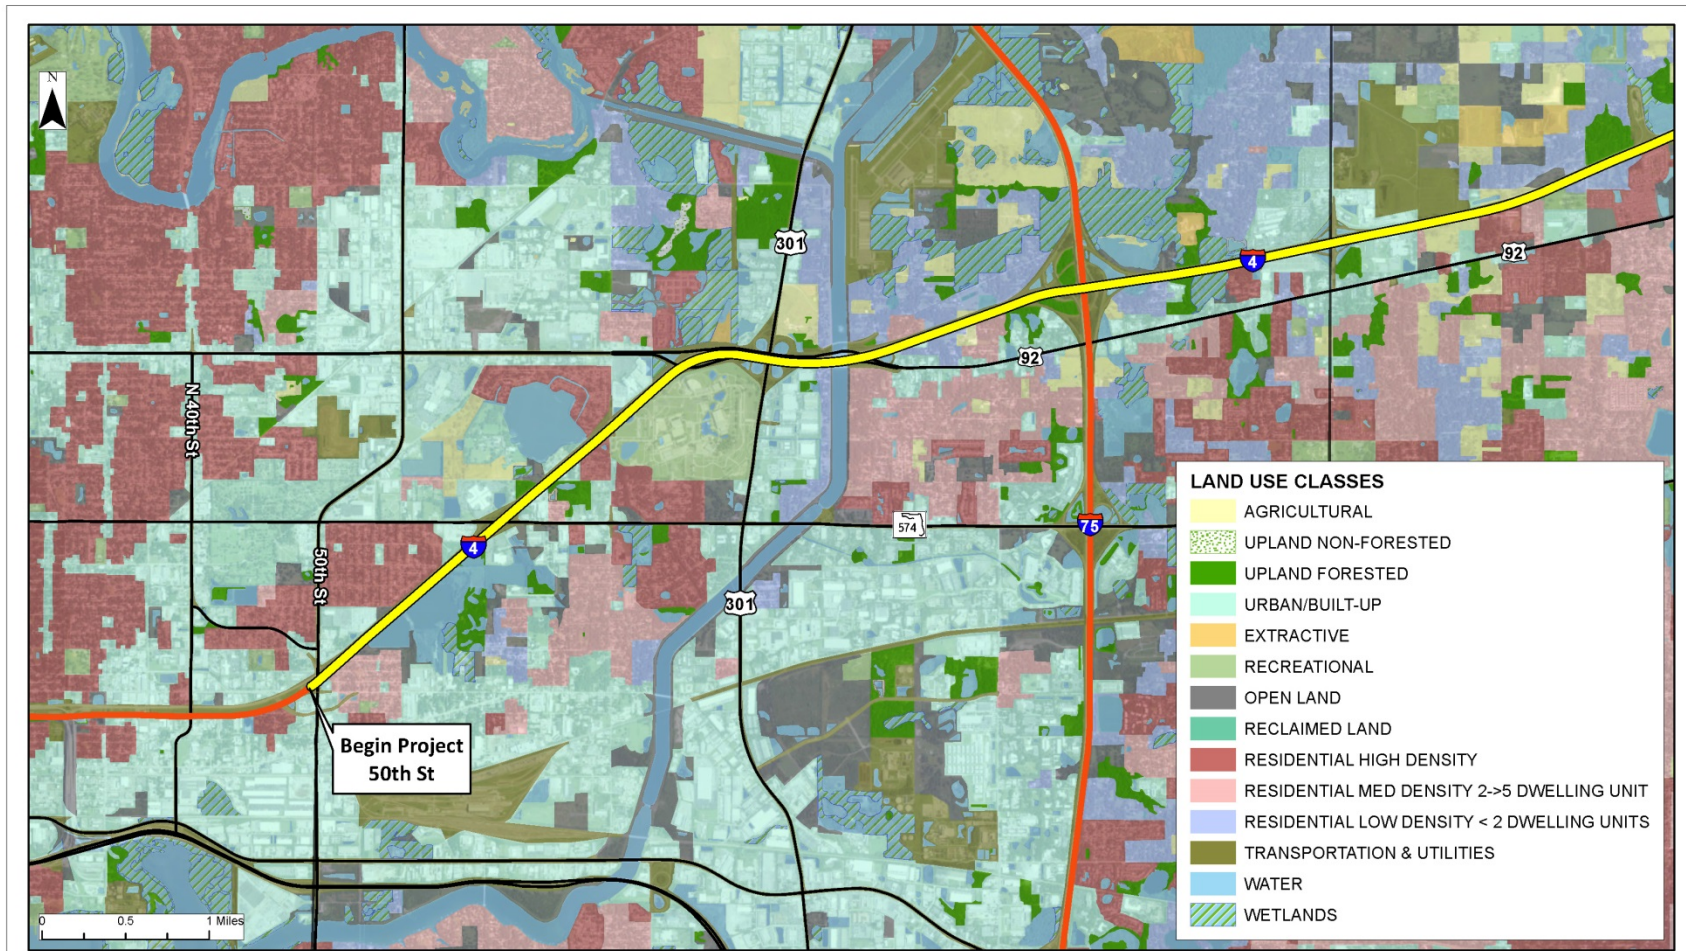 N
301
4
92
92
N 40th St
574
75
4
50th St
301
Begin Project
50th St
0 0.5 1 Miles
LAND USE CLASSES
AGRICULTURAL
UPLAND NON-FORESTED
UPLAND FORESTED
URBAN/BUILT-UP
EXTRACTIVE
RECREATIONAL
OPEN LAND
RECLAIMED LAND
RESIDENTIAL HIGH DENSITY
RESIDENTIAL MED DENSITY 2->5 DWELLING UNIT
RESIDENTIAL LOW DENSITY < 2 DWELLING UNITS
TRANSPORTATION & UTILITIES
WATER
WETLANDS